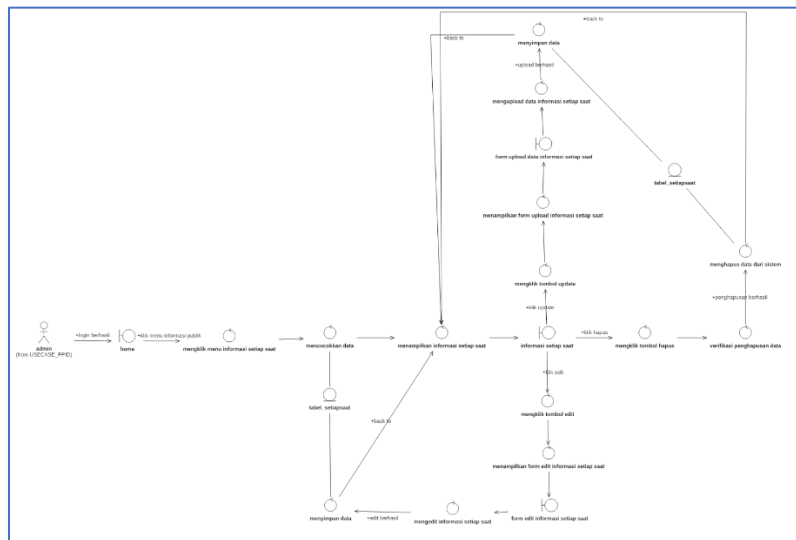 +back to
menyimpan data
+back to
+upload berhasil
mengupload data informasi setiap saat
form upload data informasi setiap saat
tabel_setiapsaat
menampilkan form upload informasi setiap saat
menghapus data dari sistem
mengklik tombol update
+penghapusan berhasil
+klik update
+login berhasil
+klik menu informasi publik
+klik hapus
admin
(from USECASE_PPID)
home
mengklik menu informasi setiap saat
mencocokkan data
menampilkan informasi setiap saat
informasi setiap saat
mengklik tombol hapus
verifikasi penghapusan data
+klik edit
tabel_setiapsaat
mengklik tombol edit
+back to
menampilkan form edit informasi setiap saat
menyimpan data
+edit berhasil
mengedit informasi setiap saat
form edit informasi setiap saat